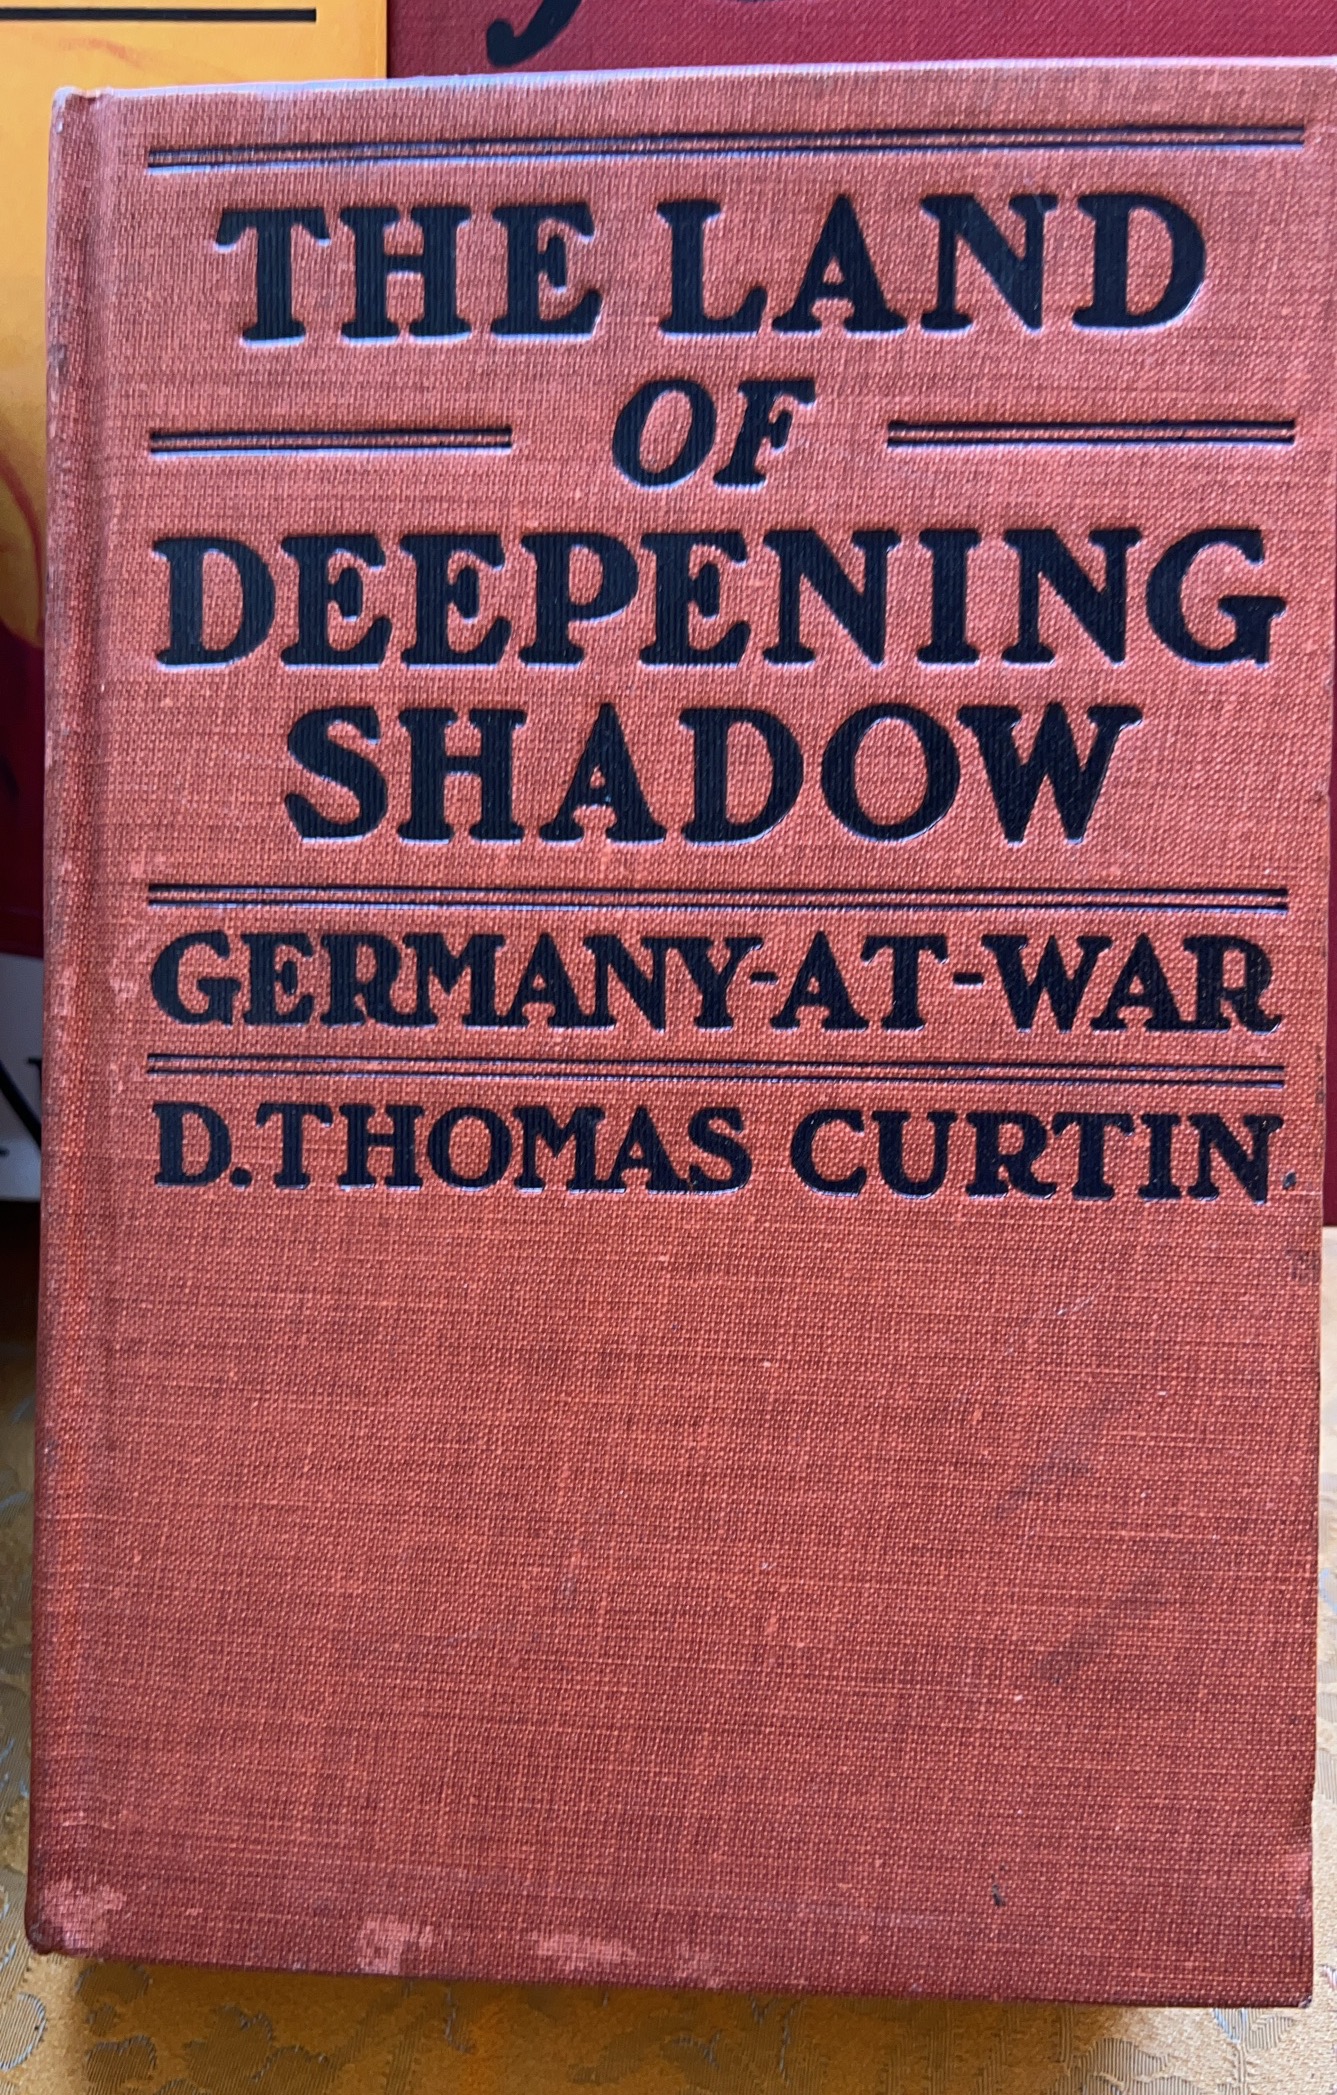 THE LAND
OF
DEEPENING
SHADOW
GERMANY-AT-WAR
D. THOMAS CURTIN